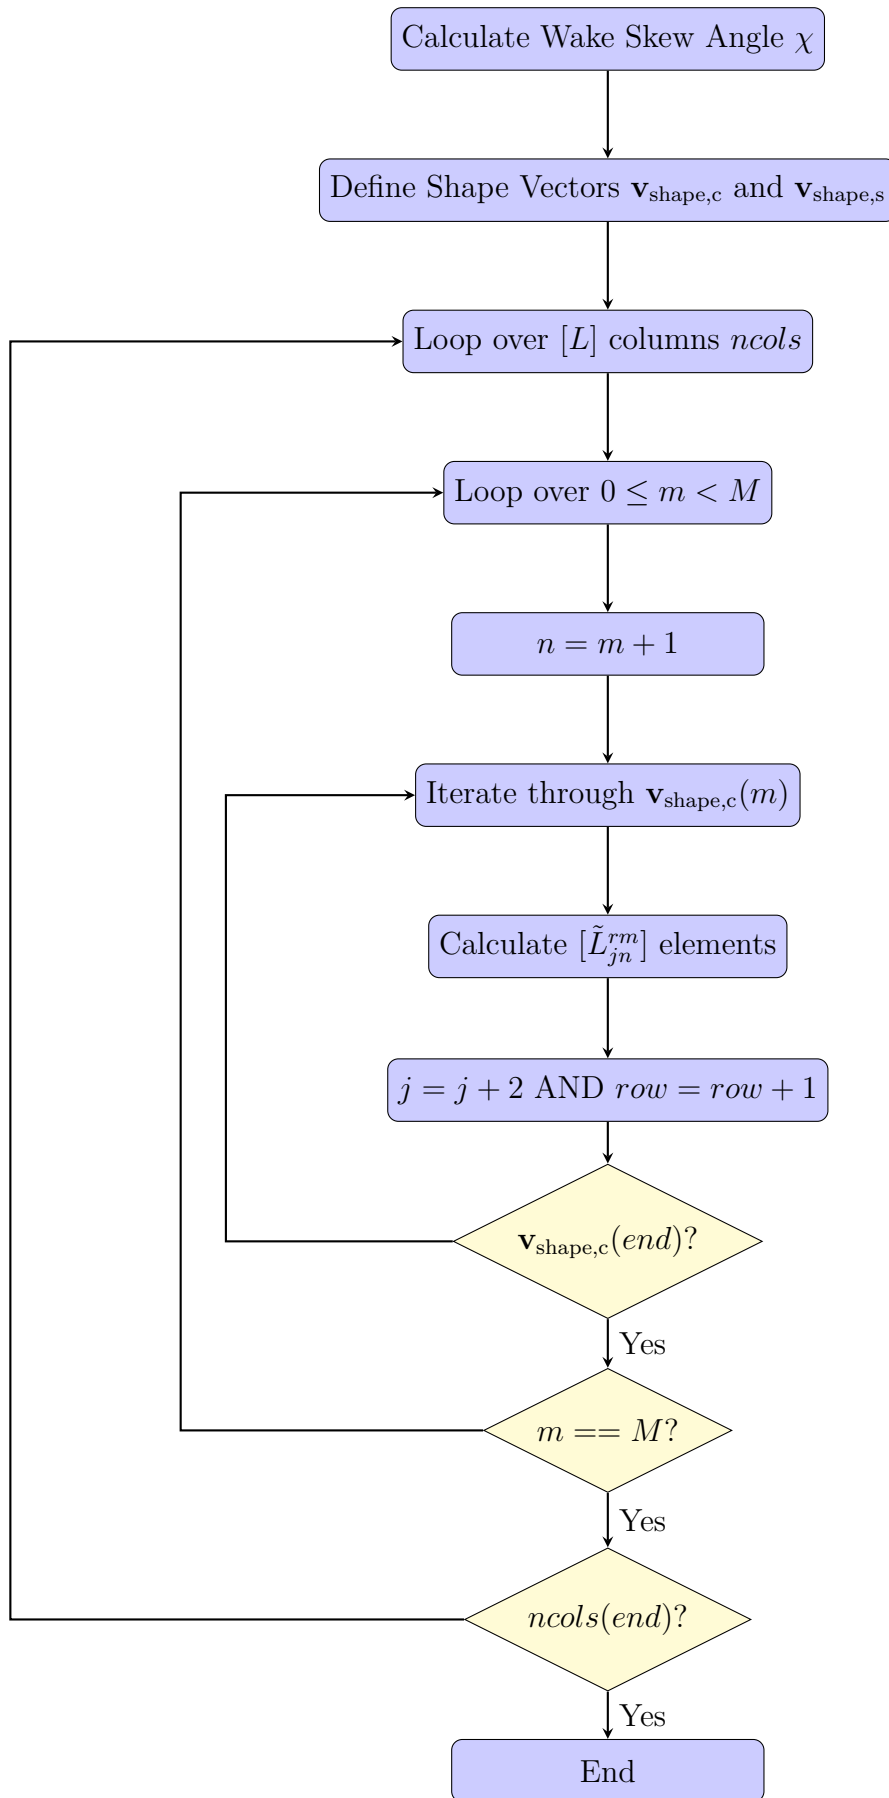 Calculate Wake Skew Angle χ
Define Shape Vectors v_shape,c and v_shape,s
Loop over [L] columns ncols
Loop over 0 ≤ m < M
n = m + 1
Iterate through v_shape,c(m)
Calculate [L̃^{rm}_{jn}] elements
j = j + 2 AND row = row + 1
v_shape,c(end)?
Yes
m == M?
Yes
ncols(end)?
Yes
End